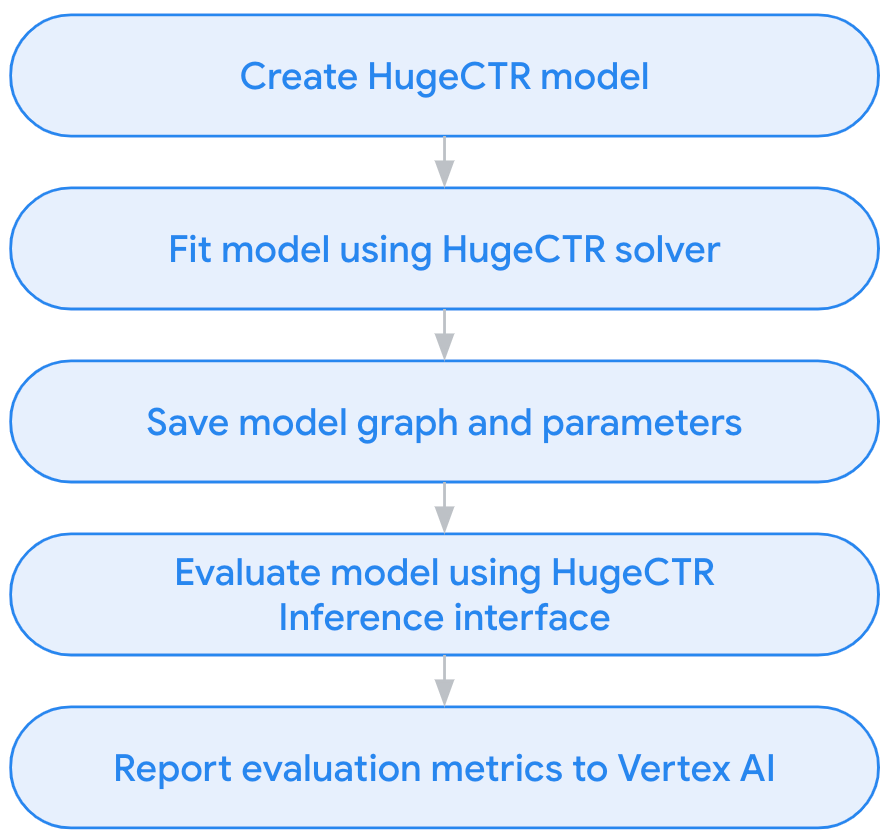 Create HugeCTR model
Fit model using HugeCTR solver
Save model graph and parameters
Evaluate model using HugeCTR
Inference interface
Report evaluation metrics to Vertex AI